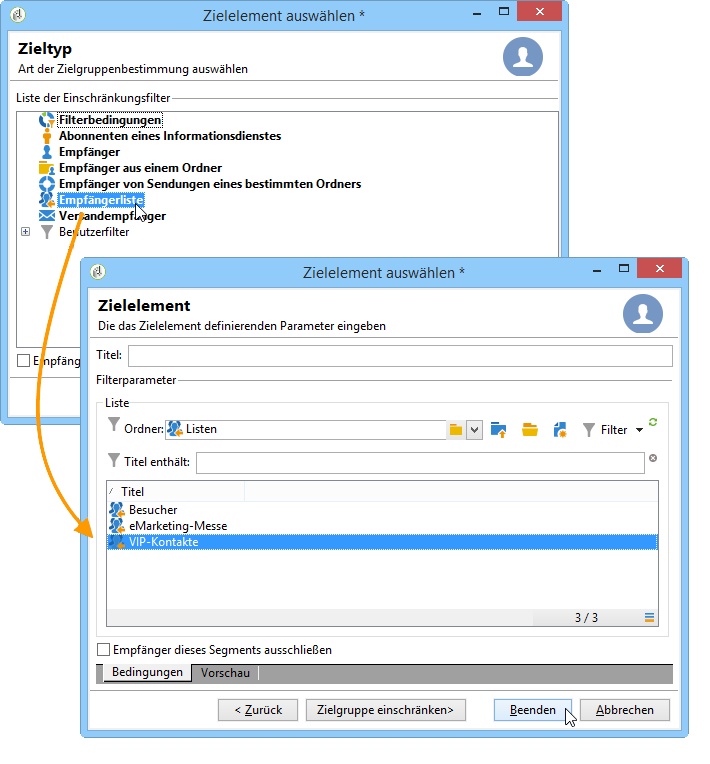 Zielelement auswählen *
Zieltyp
Art der Zielgruppenbestimmung auswählen
Liste der Einschränkungsfilter
Filterbedingungen
Abonnenten eines Informationsdienstes
Empfänger
Empfänger aus einem Ordner
Empfänger von Sendungen eines bestimmten Ordners
Empfängerliste
Versandempfänger
Benutzerfilter
Empfäng
Zielelement auswählen *
Zielelement
Die das Zielelement definierenden Parameter eingeben
Titel:
Filterparameter
Liste
Ordner: Listen Filter
Titel enthält:
Titel
Besucher
eMarketing-Messe
VIP-Kontakte
3 / 3
Empfänger dieses Segments ausschließen
Bedingungen Vorschau
< Zurück Zielgruppe einschränken> Beenden Abbrechen